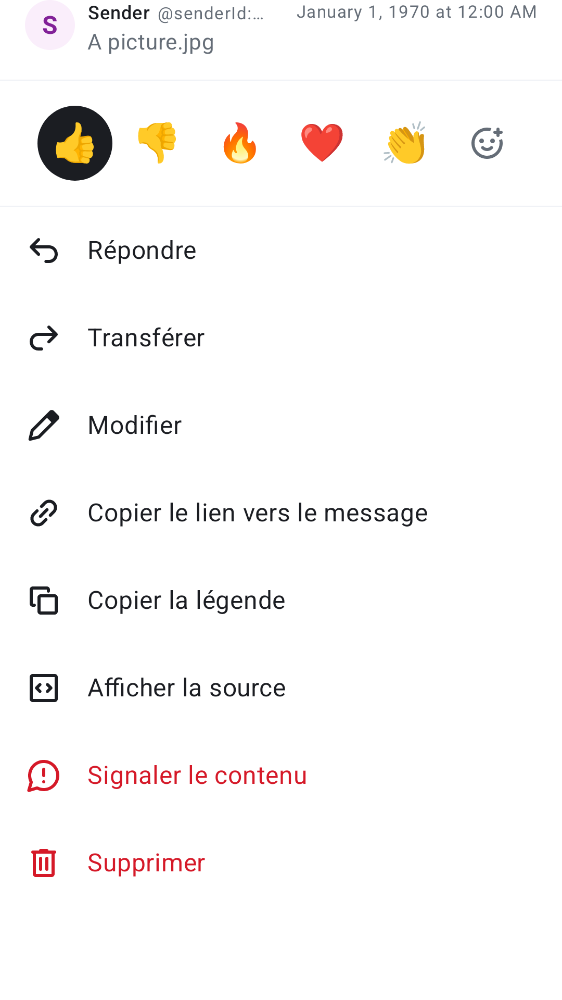 S
Sender @senderId:… January 1, 1970 at 12:00 AM
A picture.jpg
Répondre
Transférer
Modifier
Copier le lien vers le message
Copier la légende
Afficher la source
Signaler le contenu
Supprimer